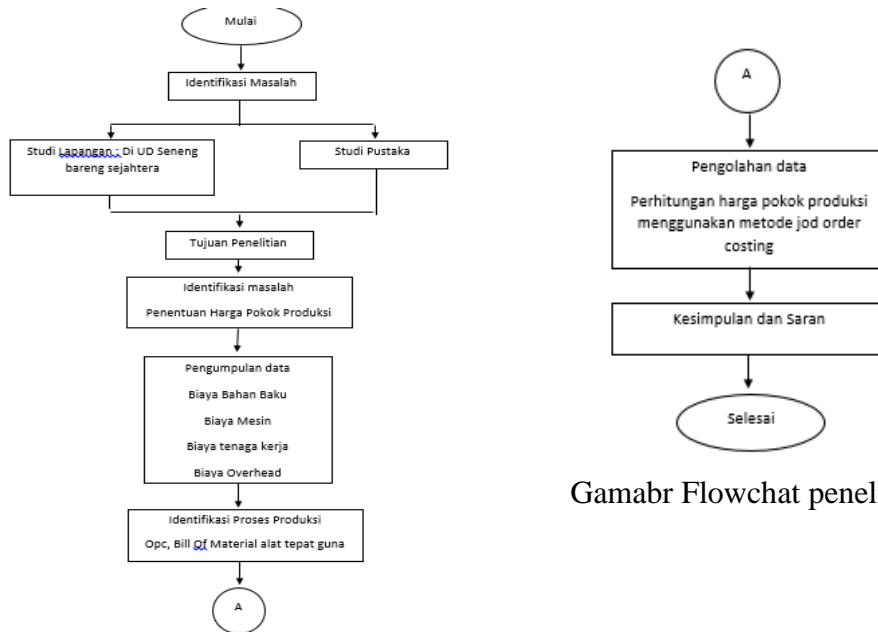 Mulai
Identifikasi Masalah
Studi Lapangan : Di UD Seneng
bareng sejahtera
Studi Pustaka
Tujuan Penelitian
Identifikasi masalah
Penentuan Harga Pokok Produksi
Pengumpulan data
Biaya Bahan Baku
Biaya Mesin
Biaya tenaga kerja
Biaya Overhead
Identifikasi Proses Produksi
Opc, Bill Of Material alat tepat guna
A
A
Pengolahan data
Perhitungan harga pokok produksi
menggunakan metode jod order
costing
Kesimpulan dan Saran
Selesai
Gamabr Flowchat penel